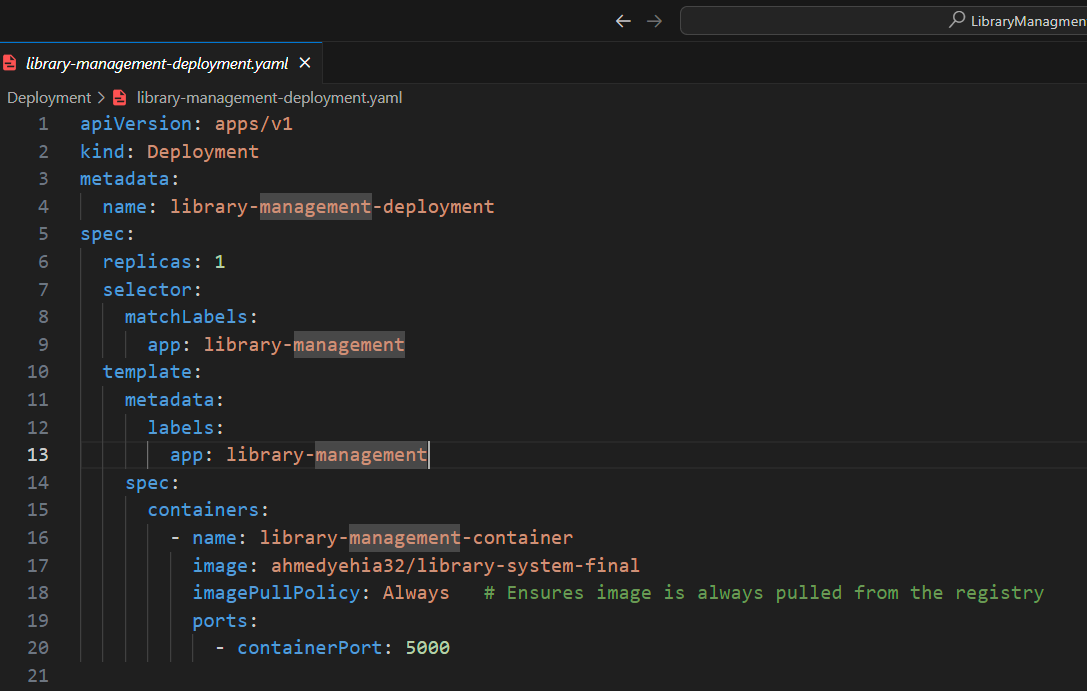 LibraryManagmen
library-management-deployment.yaml
Deployment > library-management-deployment.yaml
1 apiVersion: apps/v1
2 kind: Deployment
3 metadata:
4   name: library-management-deployment
5 spec:
6   replicas: 1
7   selector:
8     matchLabels:
9       app: library-management
10   template:
11     metadata:
12       labels:
13         app: library-management
14     spec:
15       containers:
16         - name: library-management-container
17           image: ahmedyehia32/library-system-final
18           imagePullPolicy: Always   # Ensures image is always pulled from the registry
19           ports:
20             - containerPort: 5000
21